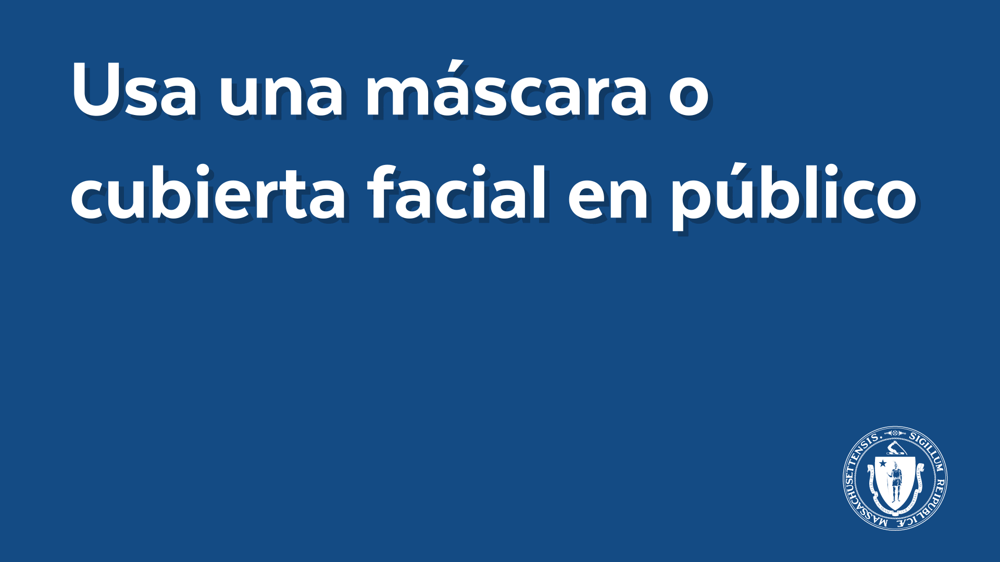 Usa una máscara o
cubierta facial en público
SIGILLUM REIPUBLICÆ MASSACHUSETTENSIS.